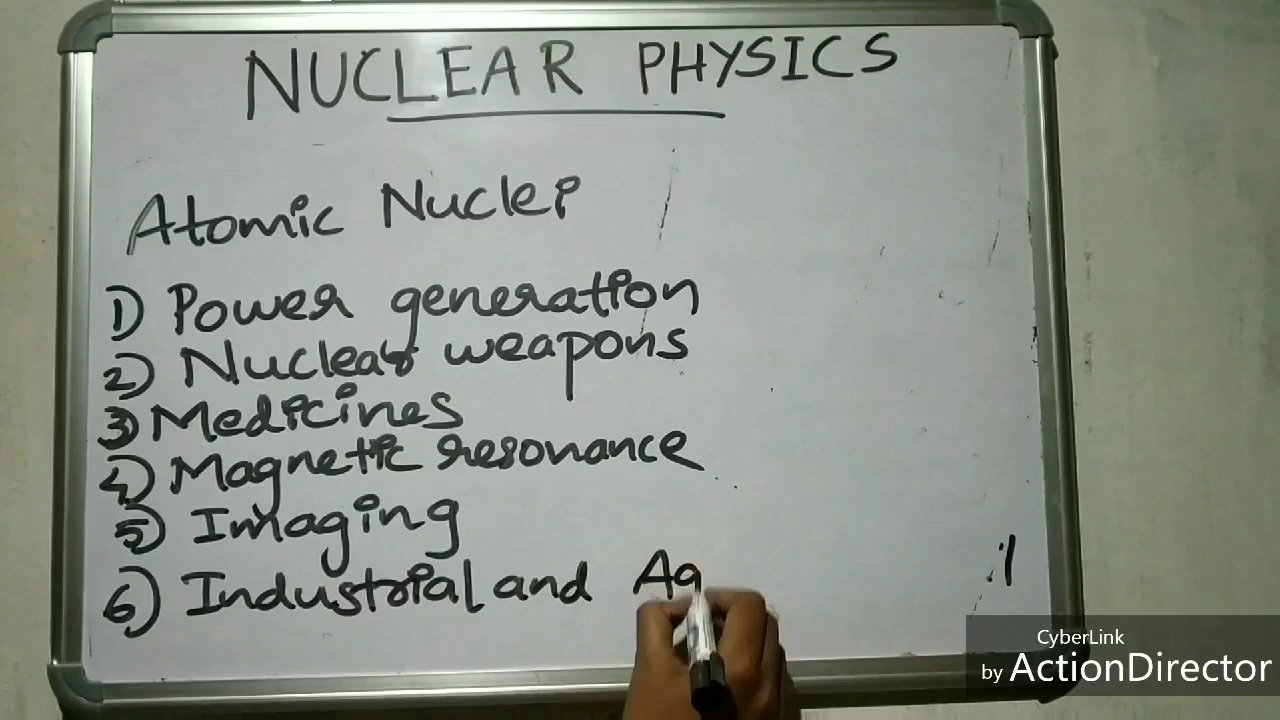 NUCLEAR PHYSICS
Atomic Nuclei
1) Power generation
2) Nuclear weapons
3) Medicines
4) Magnetic resonance
5) Imaging
6) Industrial and Ag
CyberLink
by ActionDirector